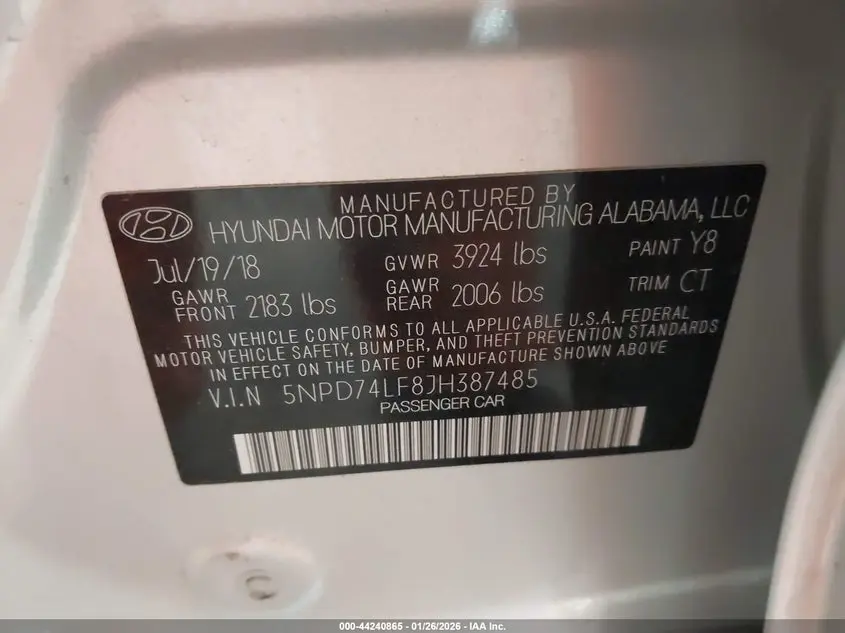 MANUFACTURED BY
HYUNDAI MOTOR MANUFACTURING ALABAMA, LLC
Jul/19/18 GVWR 3924 lbs PAINT Y8
GAWR FRONT 2183 lbs GAWR REAR 2006 lbs TRIM CT
THIS VEHICLE CONFORMS TO ALL APPLICABLE U.S.A. FEDERAL
MOTOR VEHICLE SAFETY, BUMPER, AND THEFT PREVENTION STANDARDS
IN EFFECT ON THE DATE OF MANUFACTURE SHOWN ABOVE
V.I.N 5NPD74LF8JH387485
PASSENGER CAR
000-44240865 - 01/26/2026 - IAA Inc.